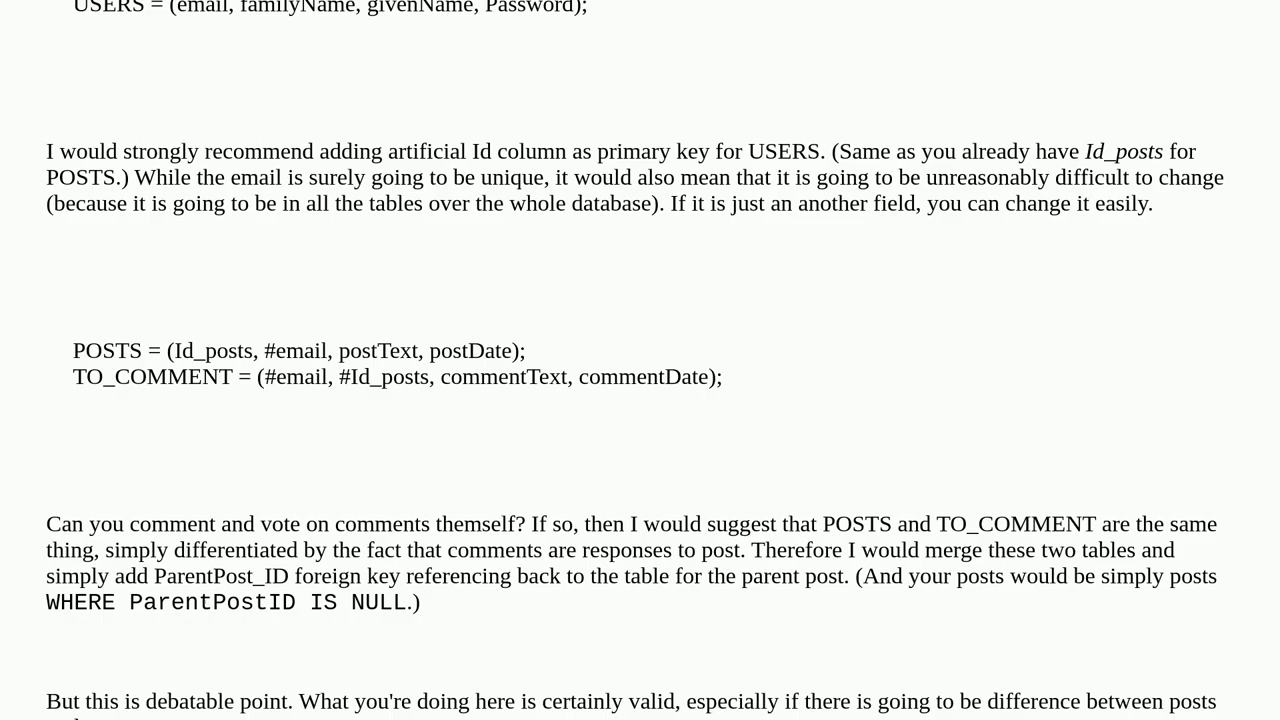 USERS = (email, familyName, givenName, Password);
I would strongly recommend adding artificial Id column as primary key for USERS. (Same as you already have Id_posts for
POSTS.) While the email is surely going to be unique, it would also mean that it is going to be unreasonably difficult to change
(because it is going to be in all the tables over the whole database). If it is just an another field, you can change it easily.
POSTS = (Id_posts, #email, postText, postDate);
TO_COMMENT = (#email, #Id_posts, commentText, commentDate);
Can you comment and vote on comments themself? If so, then I would suggest that POSTS and TO_COMMENT are the same
thing, simply differentiated by the fact that comments are responses to post. Therefore I would merge these two tables and
simply add ParentPost_ID foreign key referencing back to the table for the parent post. (And your posts would be simply posts
WHERE ParentPostID IS NULL.)
But this is debatable point. What you're doing here is certainly valid, especially if there is going to be difference between posts